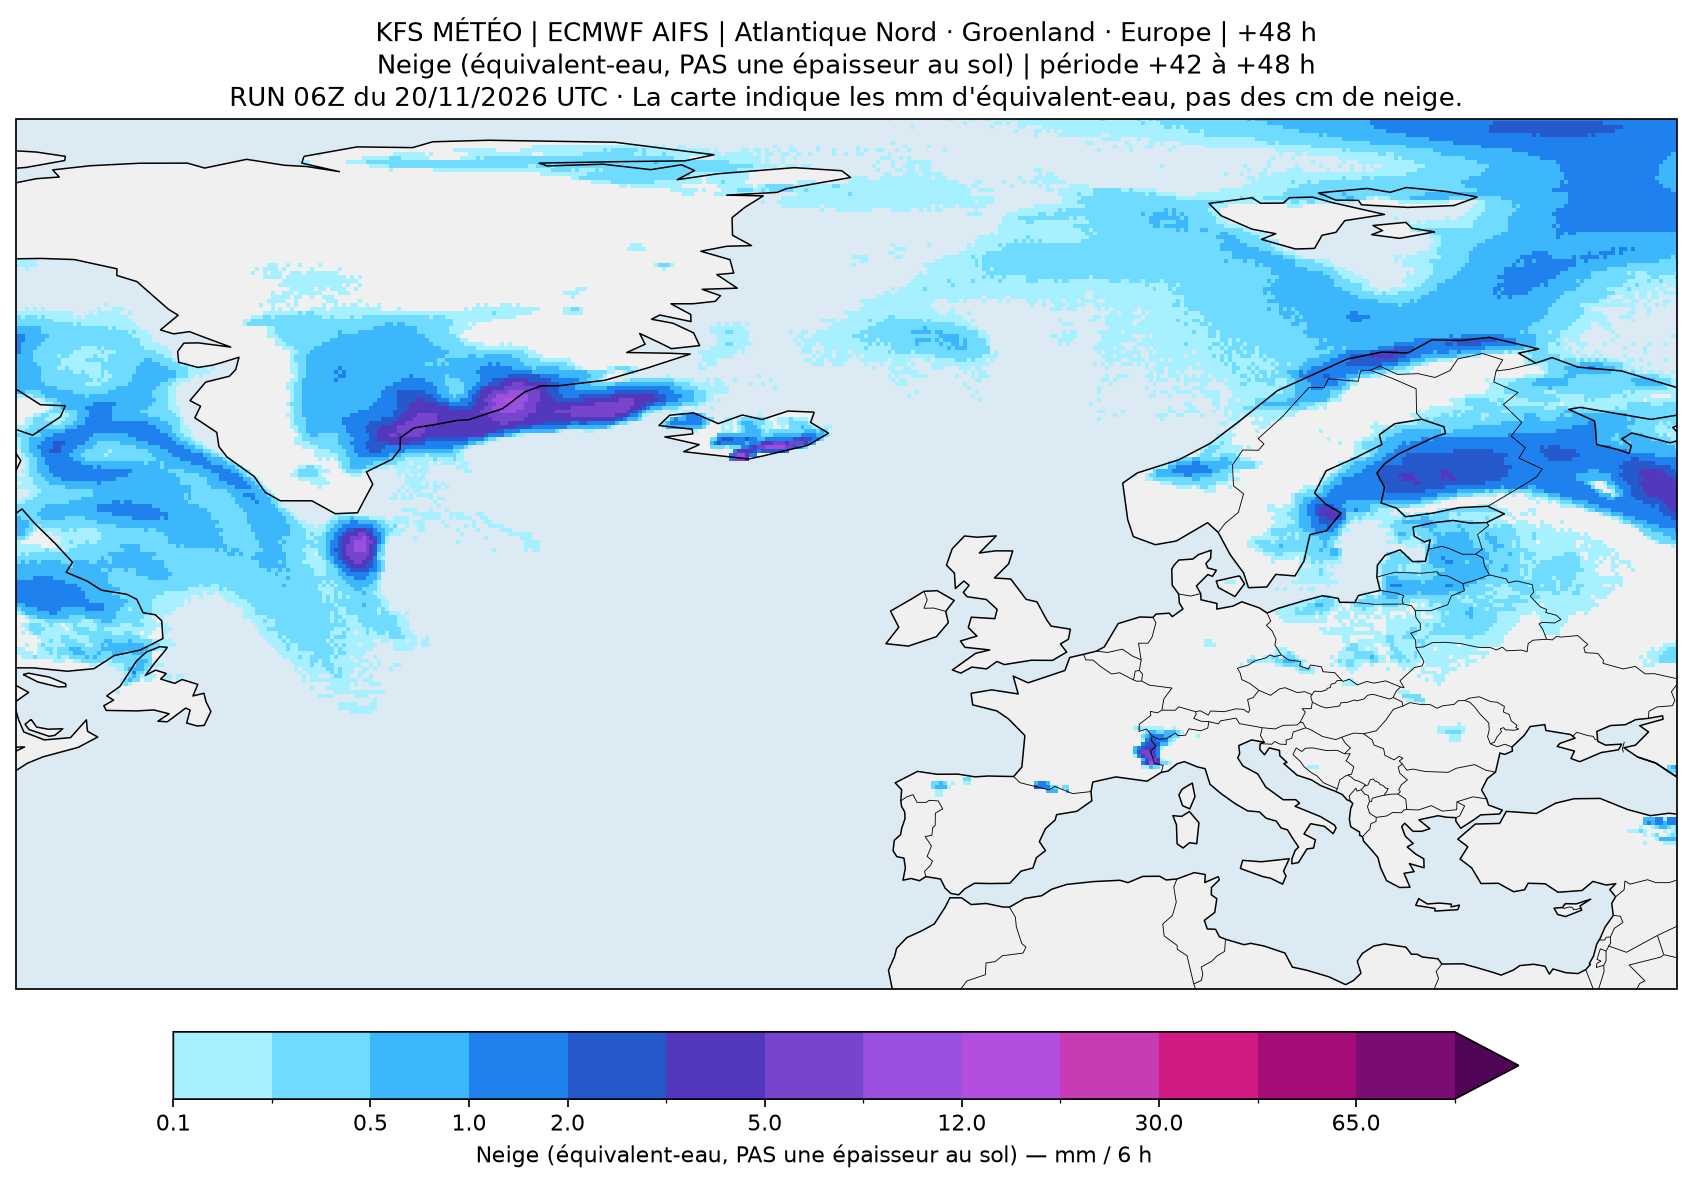 KFS MÉTÉO | ECMWF AIFS | Atlantique Nord · Groenland · Europe | +48 h
Neige (équivalent-eau, PAS une épaisseur au sol) | période +42 à +48 h
RUN 06Z du 20/11/2026 UTC · La carte indique les mm d'équivalent-eau, pas des cm de neige.
0.1 0.5 1.0 2.0 5.0 12.0 30.0 65.0
Neige (équivalent-eau, PAS une épaisseur au sol) — mm / 6 h